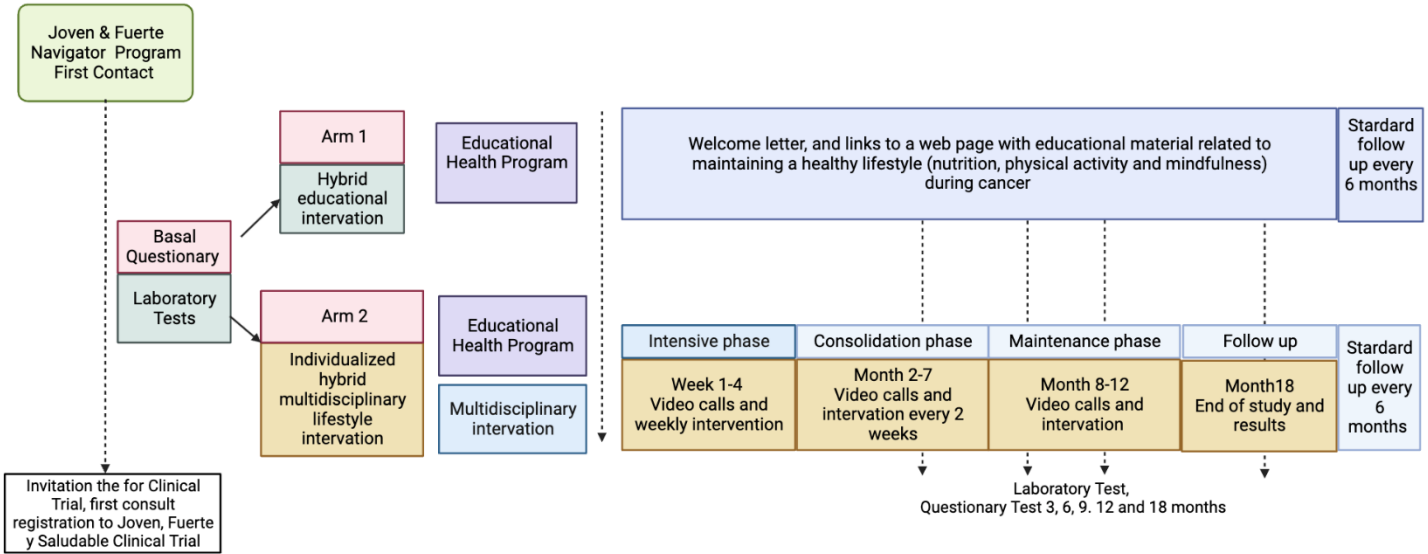 Joven & Fuerte
Navigator Program
First Contact
Invitation the for Clinical
Trial, first consult
registration to Joven, Fuerte
y Saludable Clinical Trial
Basal
Questionary
Laboratory
Tests
Arm 1
Hybrid
educational
intervation
Educational
Health Program
Welcome letter, and links to a web page with educational material related to
maintaining a healthy lifestyle (nutrition, physical activity and mindfulness)
during cancer
Standard
follow
up every
6 months
Arm 2
Individualized
hybrid
multidisciplinary
lifestyle
intervation
Educational
Health Program
Multidisciplinary
intervation
Intensive phase
Week 1-4
Video calls and
weekly intervention
Consolidation phase
Month 2-7
Video calls and
intervation every 2
weeks
Maintenance phase
Month 8-12
Video calls and
intervation
Follow up
Month18
End of study and
results
Standard
follow
up every
6
months
Laboratory Test,
Questionary Test 3, 6, 9. 12 and 18 months